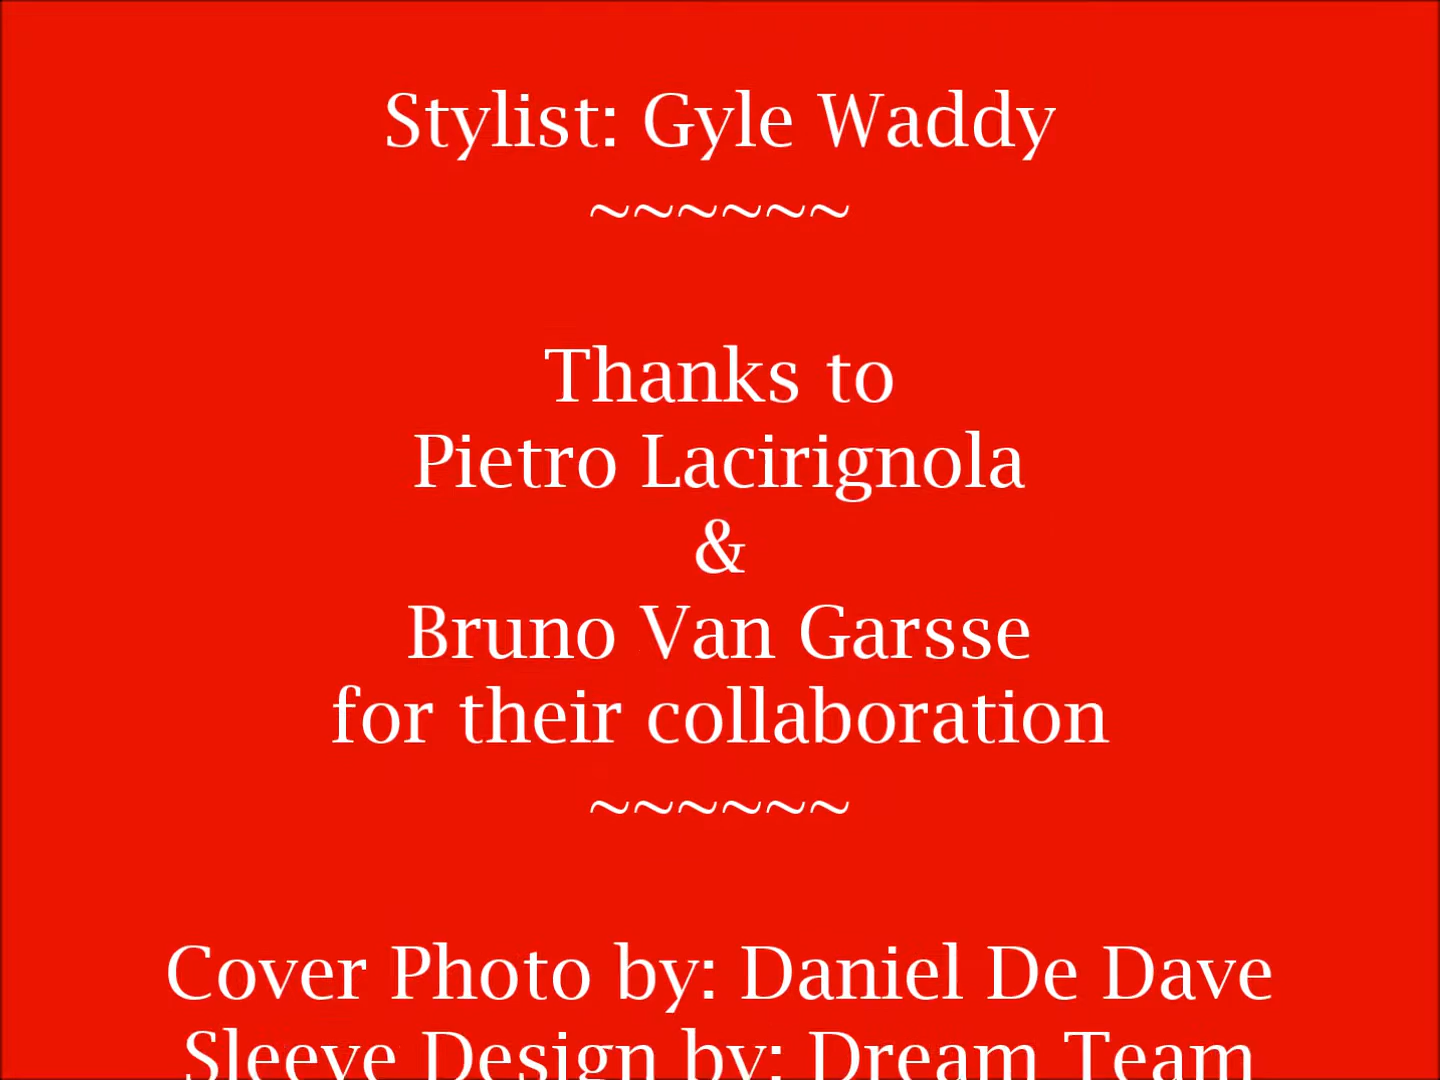 Stylist: Gyle Waddy
~~~~~~
Thanks to
Pietro Lacirignola
&
Bruno Van Garsse
for their collaboration
~~~~~~
Cover Photo by: Daniel De Dave
Sleeve Design by: Dream Team